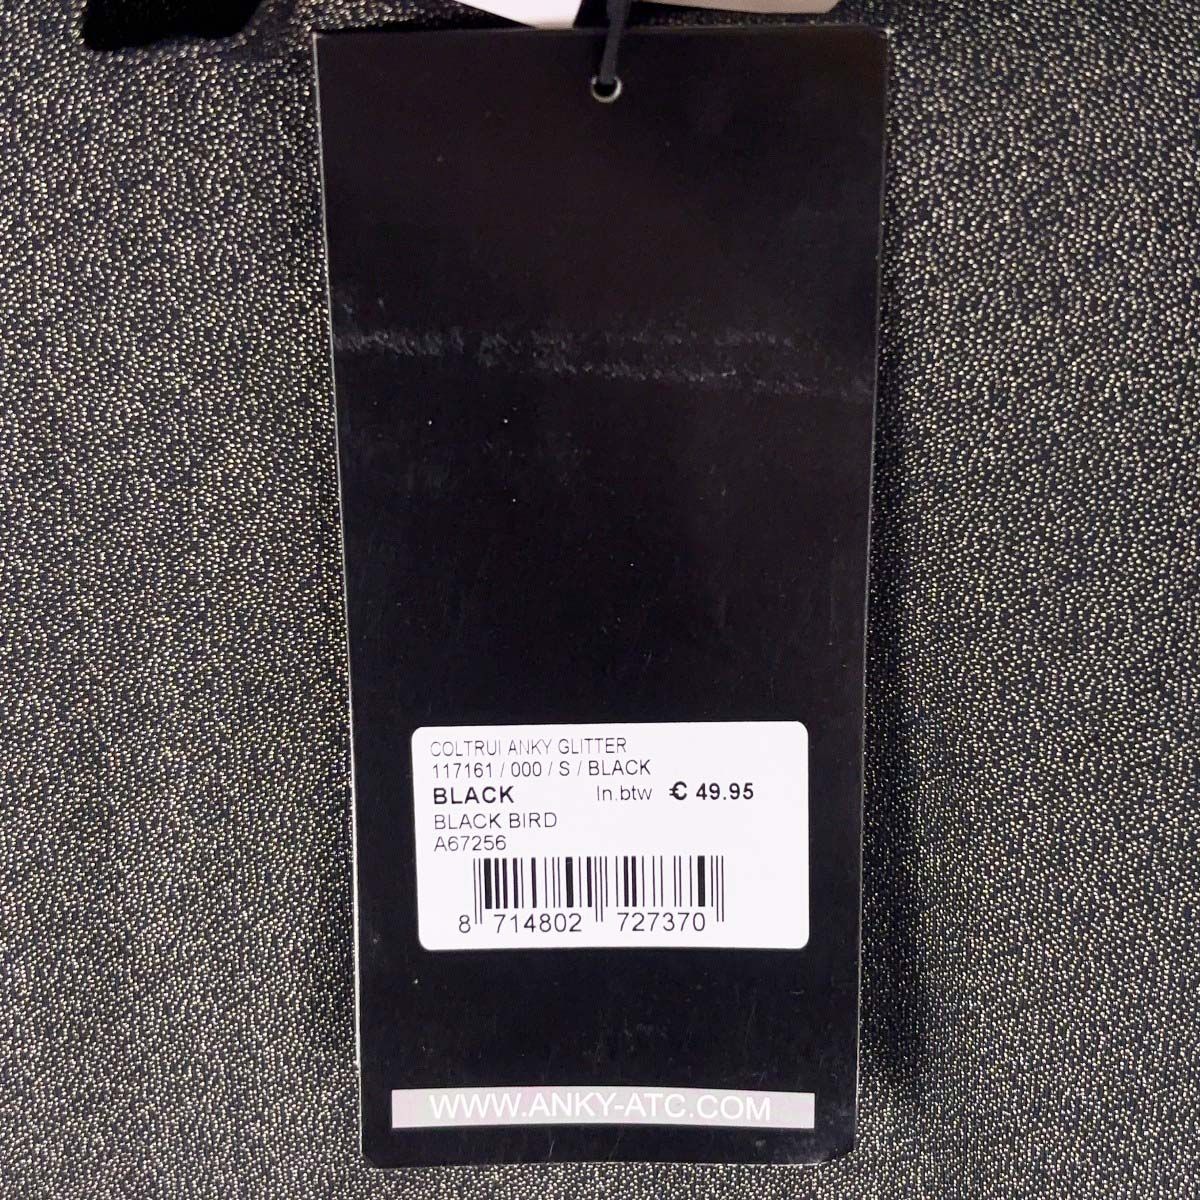 COLTRUI ANKY GLITTER
117161 / 000 / S / BLACK
BLACK In.btw € 49.95
BLACK BIRD
A67256
8 714802 727370
WWW.ANKY-ATC.COM